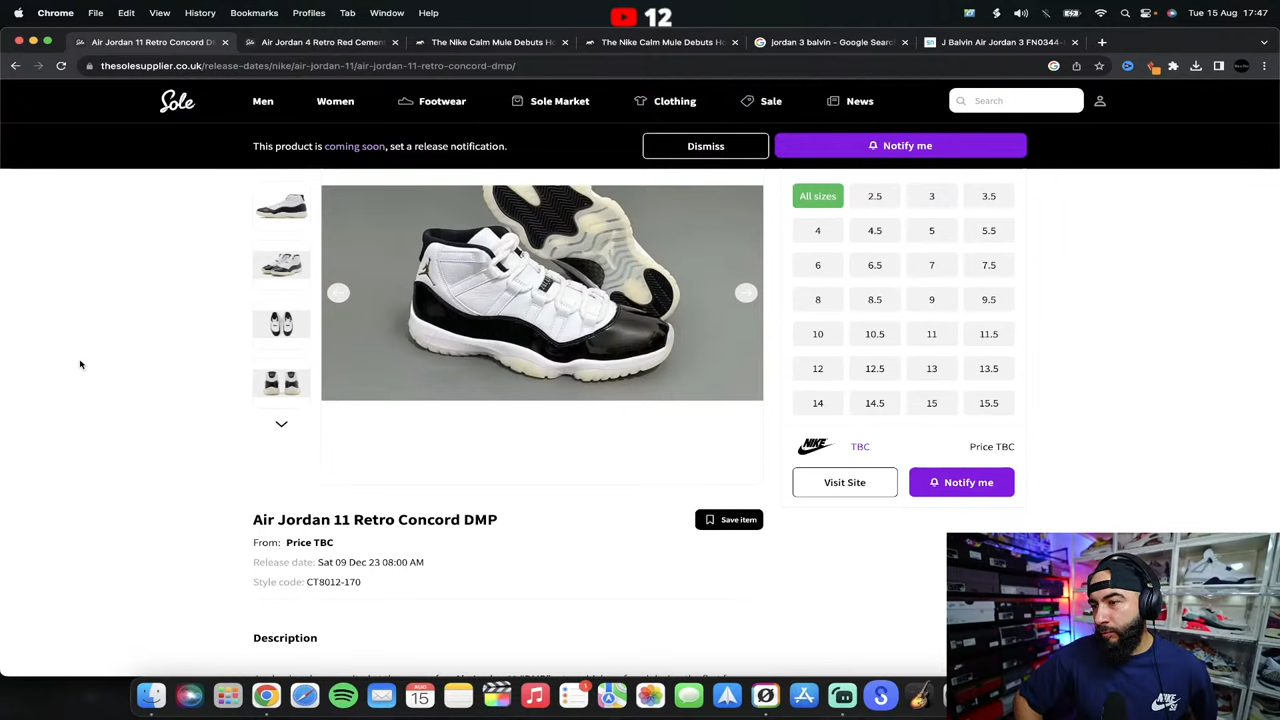 Chrome File Edit View History Bookmarks Profiles Tab Window Help
12
Tue 15 Aug 17:47
Air Jordan 11 Retro Concord D
Air Jordan 4 Retro Red Cement
The Nike Calm Mule Debuts Ho
The Nike Calm Mule Debuts Ho
jordan 3 balvin - Google Searc
J Balvin Air Jordan 3 FN0344-
thesolesupplier.co.uk/release-dates/nike/air-jordan-11/air-jordan-11-retro-concord-dmp/
Sole
Men Women Footwear Sole Market Clothing Sale News
Search
This product is coming soon, set a release notification.
Dismiss
Notify me
All sizes 2.5 3 3.5
4 4.5 5 5.5
6 6.5 7 7.5
8 8.5 9 9.5
10 10.5 11 11.5
12 12.5 13 13.5
14 14.5 15 15.5
NIKE TBC Price TBC
Visit Site Notify me
Air Jordan 11 Retro Concord DMP
Save item
From: Price TBC
Release date: Sat 09 Dec 23 08:00 AM
Style code: CT8012-170
Description
AUG
15
1
NIKE